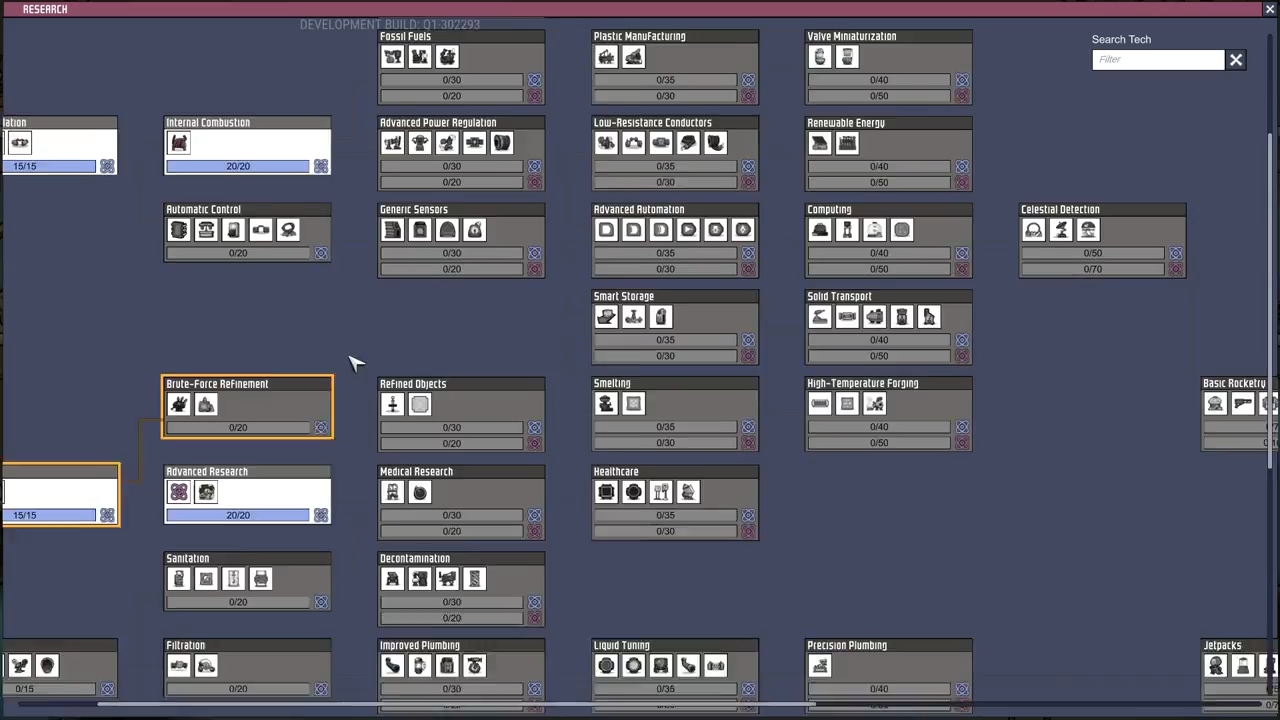 RESEARCH
DEVELOPMENT BUILD: Q1-302293
Search Tech
Filter
Fossil Fuels
0/30
0/20
Plastic Manufacturing
0/35
0/30
Valve Miniaturization
0/40
0/50
15/15
Internal Combustion
20/20
Advanced Power Regulation
0/30
0/20
Low-Resistance Conductors
0/35
0/30
Renewable Energy
0/40
0/50
Automatic Control
0/20
Generic Sensors
0/30
0/20
Advanced Automation
0/35
0/30
Computing
0/40
0/50
Celestial Detection
0/50
0/70
Smart Storage
0/35
0/30
Solid Transport
0/40
0/50
Brute-Force Refinement
0/20
Refined Objects
0/30
0/20
Smelting
0/35
0/30
High-Temperature Forging
0/40
0/50
Basic Rocketry
15/15
Advanced Research
20/20
Medical Research
0/30
0/20
Healthcare
0/35
0/30
Sanitation
0/20
Decontamination
0/30
0/20
0/15
Filtration
0/20
Improved Plumbing
0/30
Liquid Tuning
0/35
Precision Plumbing
0/40
Jetpacks